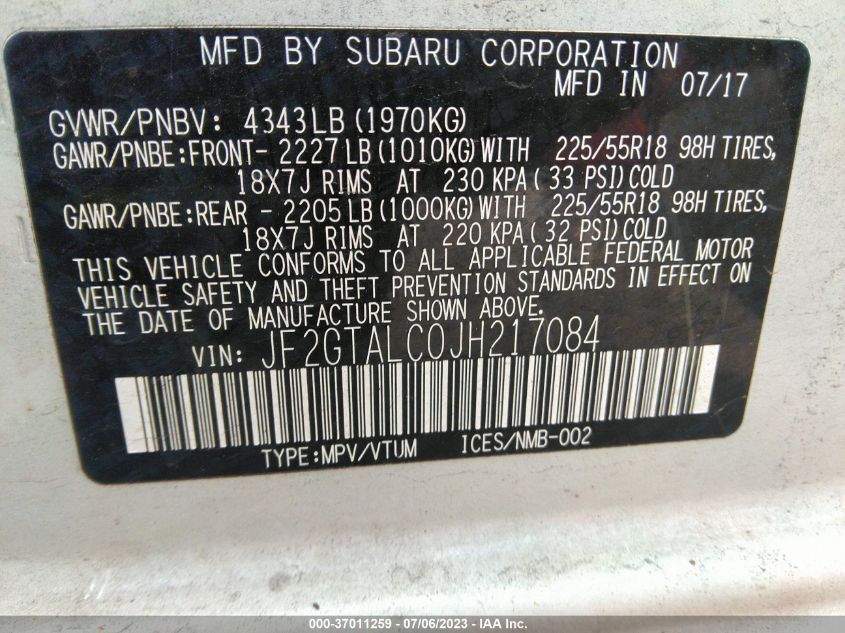 MFD BY SUBARU CORPORATION
MFD IN 07/17
GVWR/PNBV: 4343LB (1970KG)
GAWR/PNBE:FRONT- 2227LB (1010KG) WITH 225/55R18 98H TIRES,
18X7J RIMS AT 230 KPA( 33 PSI) COLD
GAWR/PNBE:REAR - 2205LB (1000KG) WITH 225/55R18 98H TIRES,
18X7J RIMS AT 220 KPA( 32 PSI) COLD
THIS VEHICLE CONFORMS TO ALL APPLICABLE FEDERAL MOTOR
VEHICLE SAFETY AND THEFT PREVENTION STANDARDS IN EFFECT ON
THE DATE OF MANUFACTURE SHOWN ABOVE.
VIN: JF2GTALC0JH217084
TYPE:MPV/VTUM ICES/NMB-002
000-37011259 - 07/06/2023 - © IAA Inc.